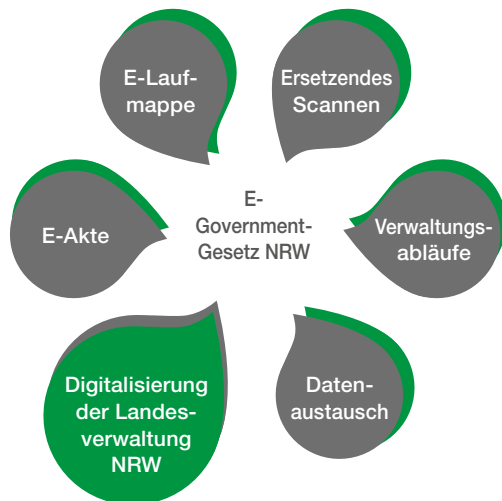 E-Lauf-
mappe
Ersetzendes
Scannen
E-Akte
E-
Government-
Gesetz NRW
Verwaltungs-
abläufe
Digitalisierung
der Landes-
verwaltung
NRW
Daten-
austausch